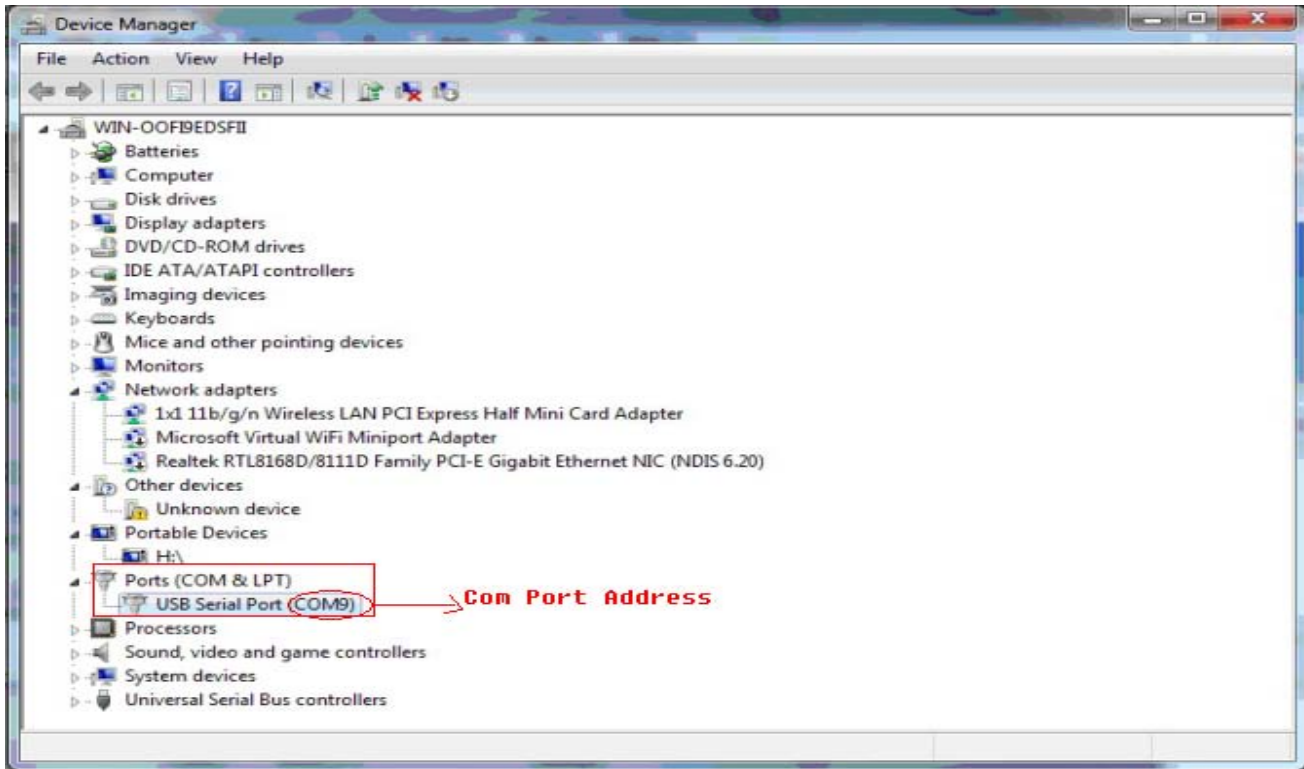 Device Manager
File Action View Help
WIN-OOFI9EDSFII
Batteries
Computer
Disk drives
Display adapters
DVD/CD-ROM drives
IDE ATA/ATAPI controllers
Imaging devices
Keyboards
Mice and other pointing devices
Monitors
Network adapters
1x1 11b/g/n Wireless LAN PCI Express Half Mini Card Adapter
Microsoft Virtual WiFi Miniport Adapter
Realtek RTL8168D/8111D Family PCI-E Gigabit Ethernet NIC (NDIS 6.20)
Other devices
Unknown device
Portable Devices
H:\
Ports (COM & LPT)
USB Serial Port (COM9) Com Port Address
Processors
Sound, video and game controllers
System devices
Universal Serial Bus controllers